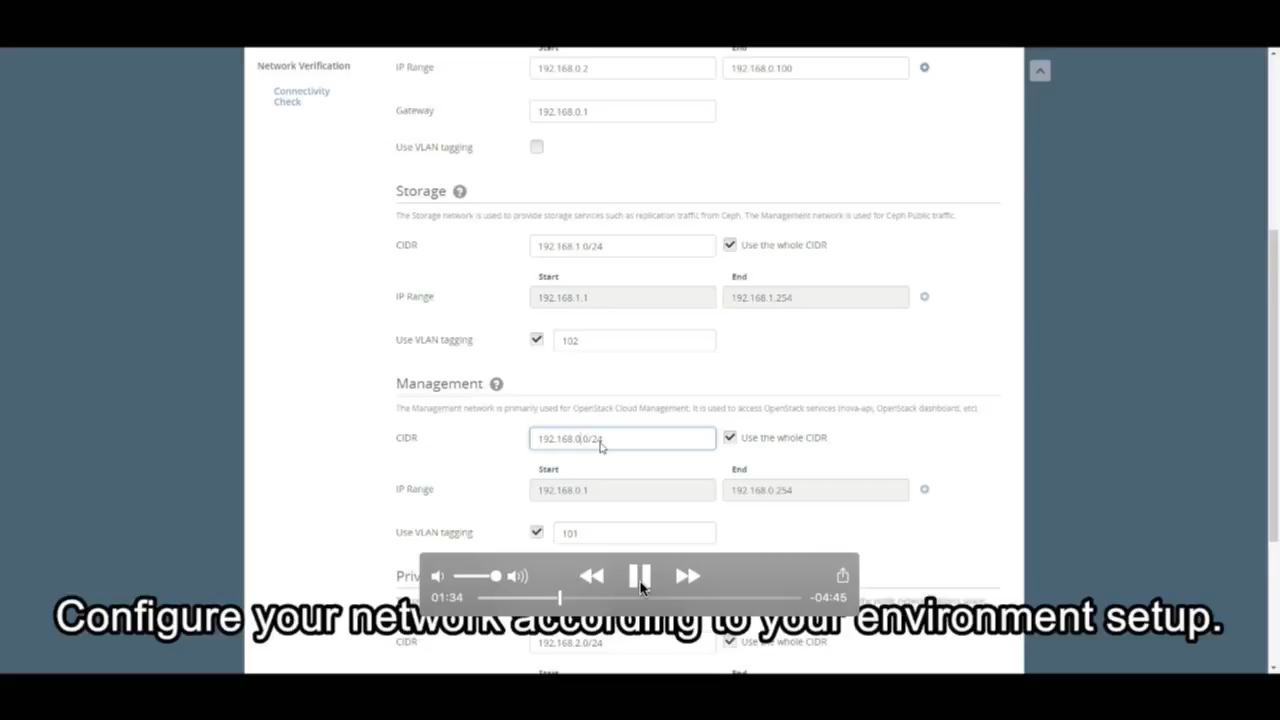 Start End
Network Verification
IP Range 192.168.0.2 192.168.0.100
Connectivity
Check
Gateway 192.168.0.1
Use VLAN tagging
Storage ?
The Storage network is used to provide storage services such as replication traffic from Ceph. The Management network is used for Ceph Public traffic.
CIDR 192.168.1.0/24 Use the whole CIDR
Start End
IP Range 192.168.1.1 192.168.1.254
Use VLAN tagging 102
Management ?
The Management network is primarily used for OpenStack Cloud Management. It is used to access OpenStack services (nova-api, OpenStack dashboard, etc).
CIDR 192.168.0.0/24 Use the whole CIDR
Start End
IP Range 192.168.0.1 192.168.0.254
Use VLAN tagging 101
01:34 -04:45
Configure your network according to your environment setup.
CIDR 192.168.2.0/24 Use the whole CIDR